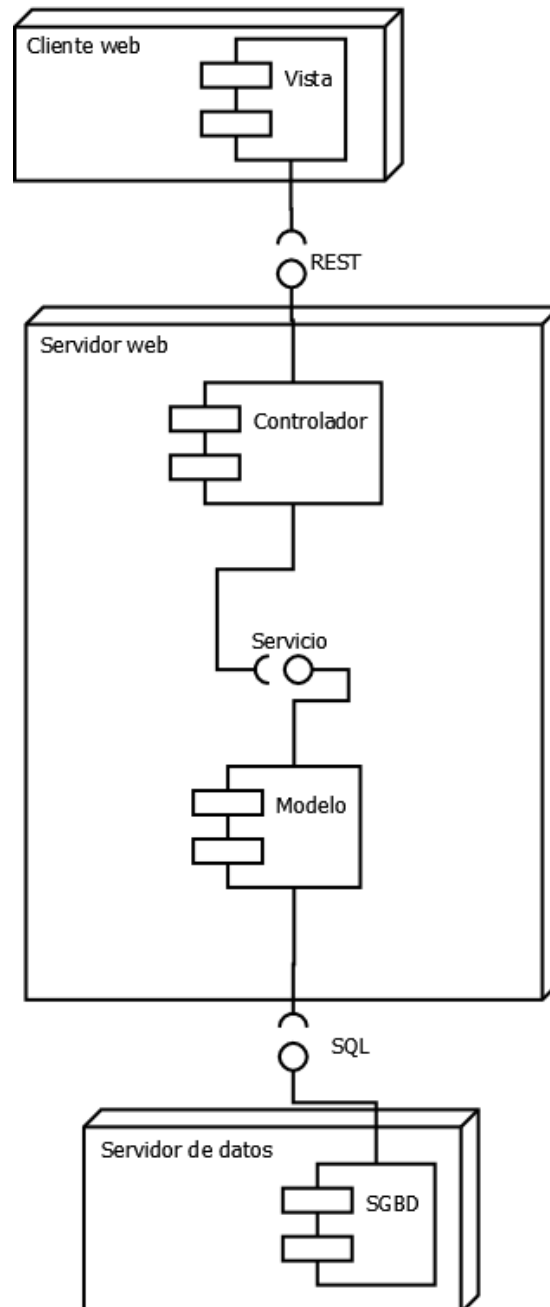 Cliente web
Vista
REST
Servidor web
Controlador
Servicio
Modelo
SQL
Servidor de datos
SGBD